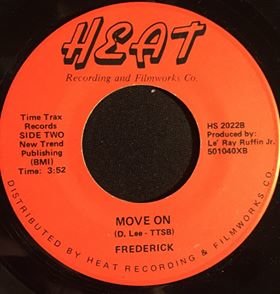 HEAT
Recording and Filmworks Co.
Time Trax
Records
SIDE TWO
New Trend
Publishing
(BMI)
Time: 3:52
HS 2022B
Produced by
Le' Ray Ruffin Jr.
501040XB
MOVE ON
(D. Lee - TTSB)
FREDERICK
DISTRIBUTED BY HEAT RECORDING & FILMWORKS CO.